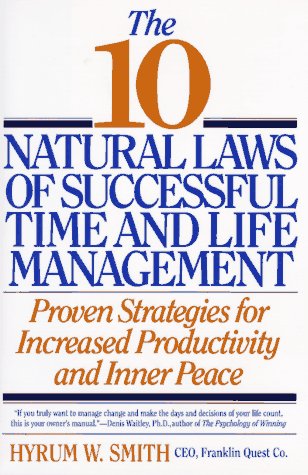 The
10
NATURAL LAWS
OF SUCCESSFUL
TIME AND LIFE
MANAGEMENT
Proven Strategies for
Increased Productivity
and Inner Peace
"If you truly want to manage change and make the days and decisions of your life count,
this is your owner's manual."—Denis Waitley, Ph.D., author of The Psychology of Winning
HYRUM W. SMITH CEO, Franklin Quest Co.